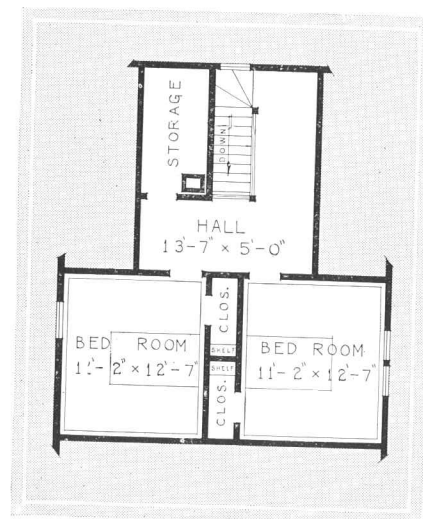 STORAGE
DOWN
HALL
13'-7" × 5'-0"
CLOS.
SHELF
BED ROOM
11'-2" × 12'-7"
BED ROOM
11'-2" × 12'-7"
SHELF
CLOS.